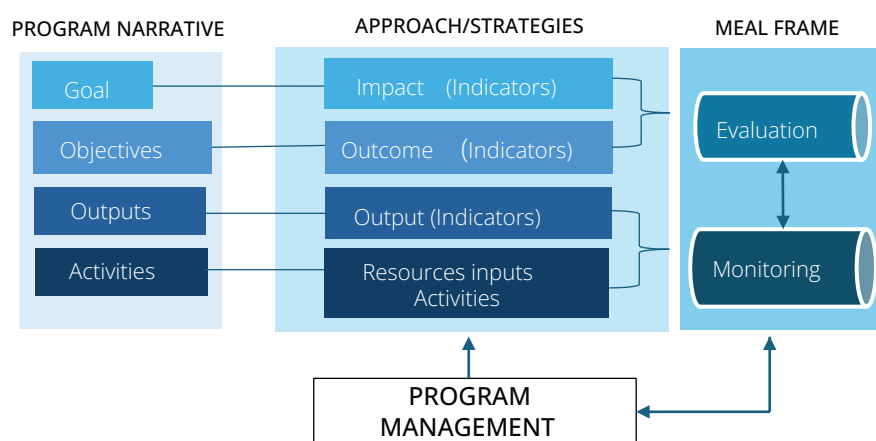 PROGRAM NARRATIVE
Goal
Objectives
Outputs
Activities
APPROACH/STRATEGIES
Impact (Indicators)
Outcome (Indicators)
Output (Indicators)
Resources inputs
Activities
MEAL FRAME
Evaluation
Monitoring
PROGRAM
MANAGEMENT